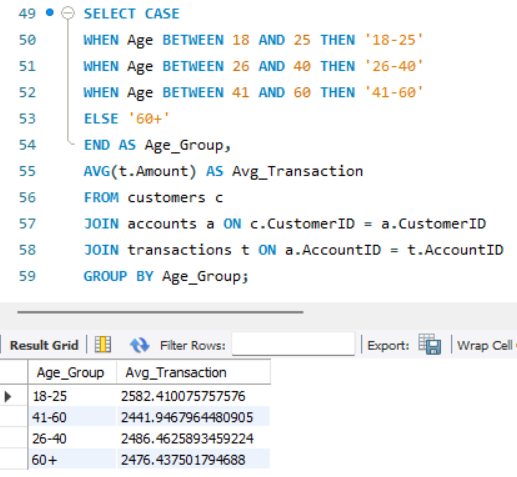 49 SELECT CASE
50 WHEN Age BETWEEN 18 AND 25 THEN '18-25'
51 WHEN Age BETWEEN 26 AND 40 THEN '26-40'
52 WHEN Age BETWEEN 41 AND 60 THEN '41-60'
53 ELSE '60+'
54 END AS Age_Group,
55 AVG(t.Amount) AS Avg_Transaction
56 FROM customers c
57 JOIN accounts a ON c.CustomerID = a.CustomerID
58 JOIN transactions t ON a.AccountID = t.AccountID
59 GROUP BY Age_Group;
Result Grid Filter Rows: Export: Wrap Cell
Age_Group Avg_Transaction
18-25 2582.410075757576
41-60 2441.9467964480905
26-40 2486.4625893459224
60+ 2476.437501794688